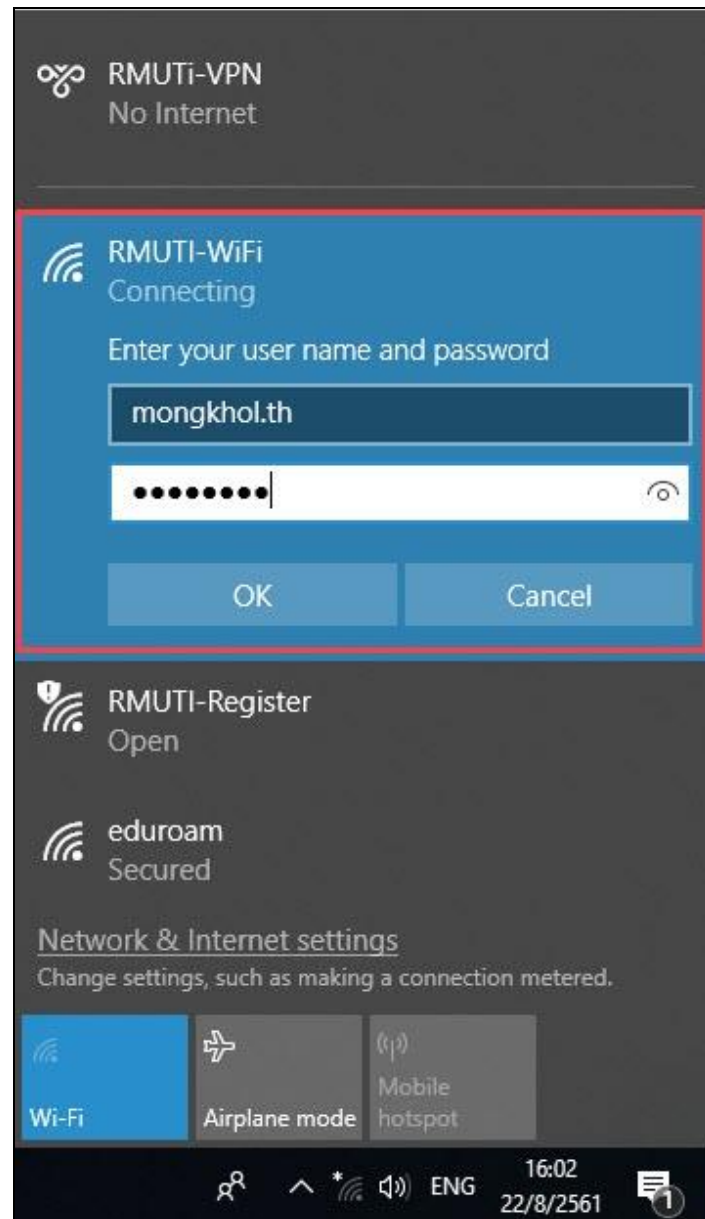 RMUTi-VPN
No Internet
RMUTI-WiFi
Connecting
Enter your user name and password
mongkhol.th
••••••••
OK
Cancel
RMUTI-Register
Open
eduroam
Secured
Network & Internet settings
Change settings, such as making a connection metered.
Wi-Fi
Airplane mode
Mobile
hotspot
ENG
16:02
22/8/2561
1